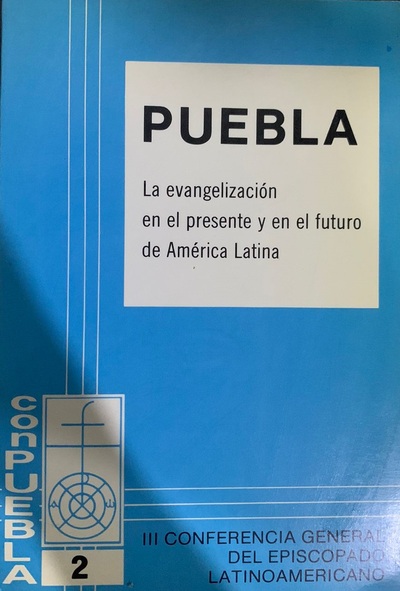 PUEBLA
La evangelización
en el presente y en el futuro
de América Latina
conPUEBLA
2
III CONFERENCIA GENERAL
DEL EPISCOPADO
LATINOAMERICANO